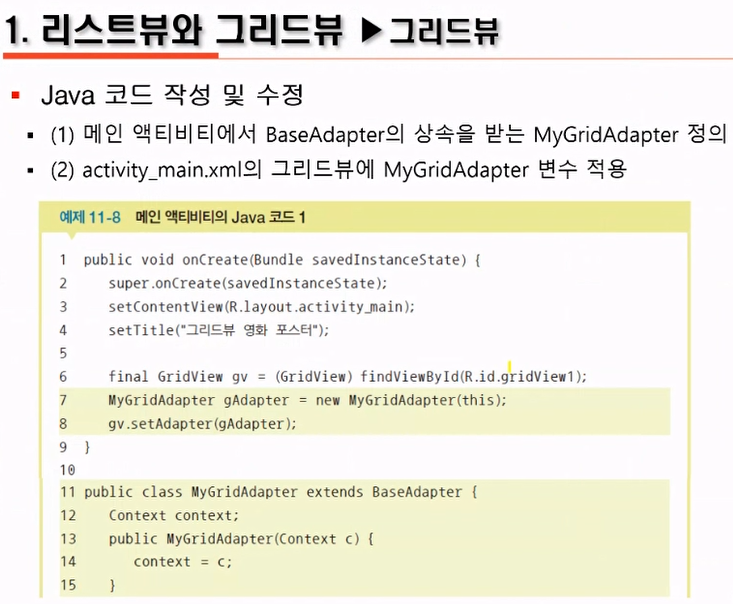 1. 리스트뷰와 그리드뷰 ▶그리드뷰
▪ Java 코드 작성 및 수정
▪ (1) 메인 액티비티에서 BaseAdapter의 상속을 받는 MyGridAdapter 정의
▪ (2) activity_main.xml의 그리드뷰에 MyGridAdapter 변수 적용
예제 11-8 메인 액티비티의 Java 코드 1
1 public void onCreate(Bundle savedInstanceState) {
2 super.onCreate(savedInstanceState);
3 setContentView(R.layout.activity_main);
4 setTitle("그리드뷰 영화 포스터");
5
6 final GridView gv = (GridView) findViewById(R.id.gridView1);
7 MyGridAdapter gAdapter = new MyGridAdapter(this);
8 gv.setAdapter(gAdapter);
9 }
10
11 public class MyGridAdapter extends BaseAdapter {
12 Context context;
13 public MyGridAdapter(Context c) {
14 context = c;
15 }